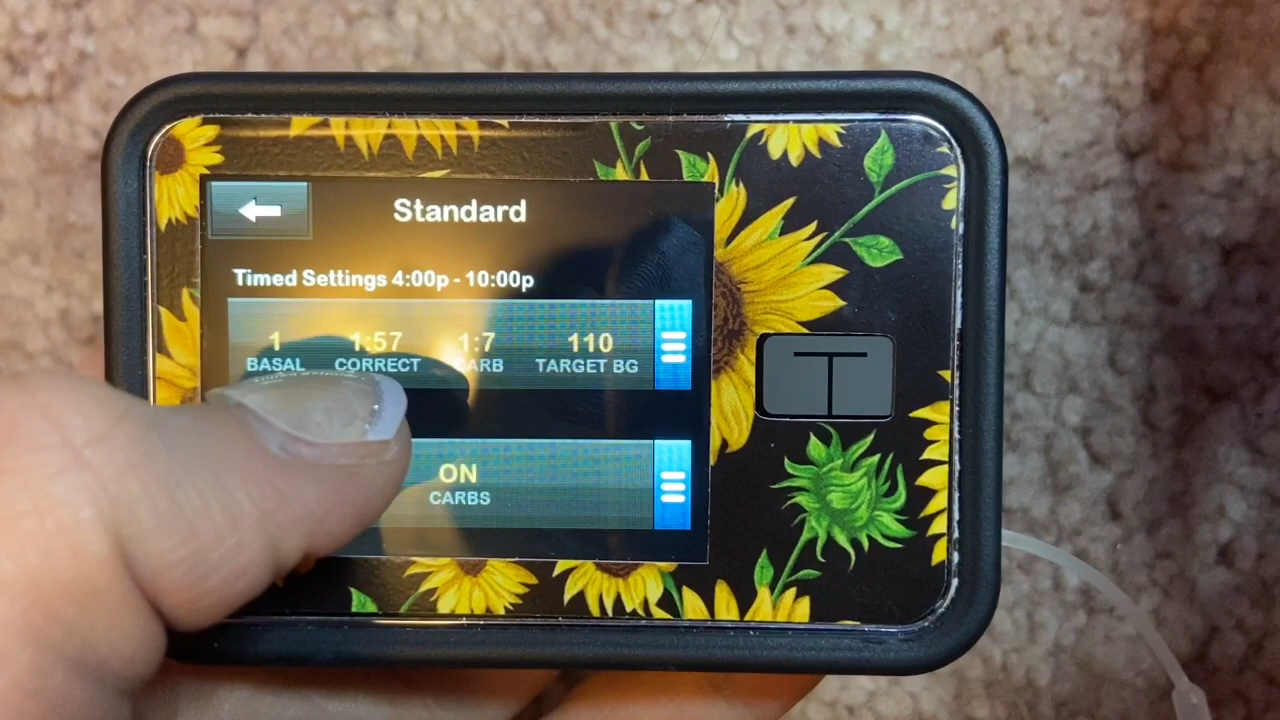 Standard
Timed Settings 4:00p - 10:00p
1 1:57 1:7 110
BASAL CORRECT ARB TARGET BG
ON
CARBS